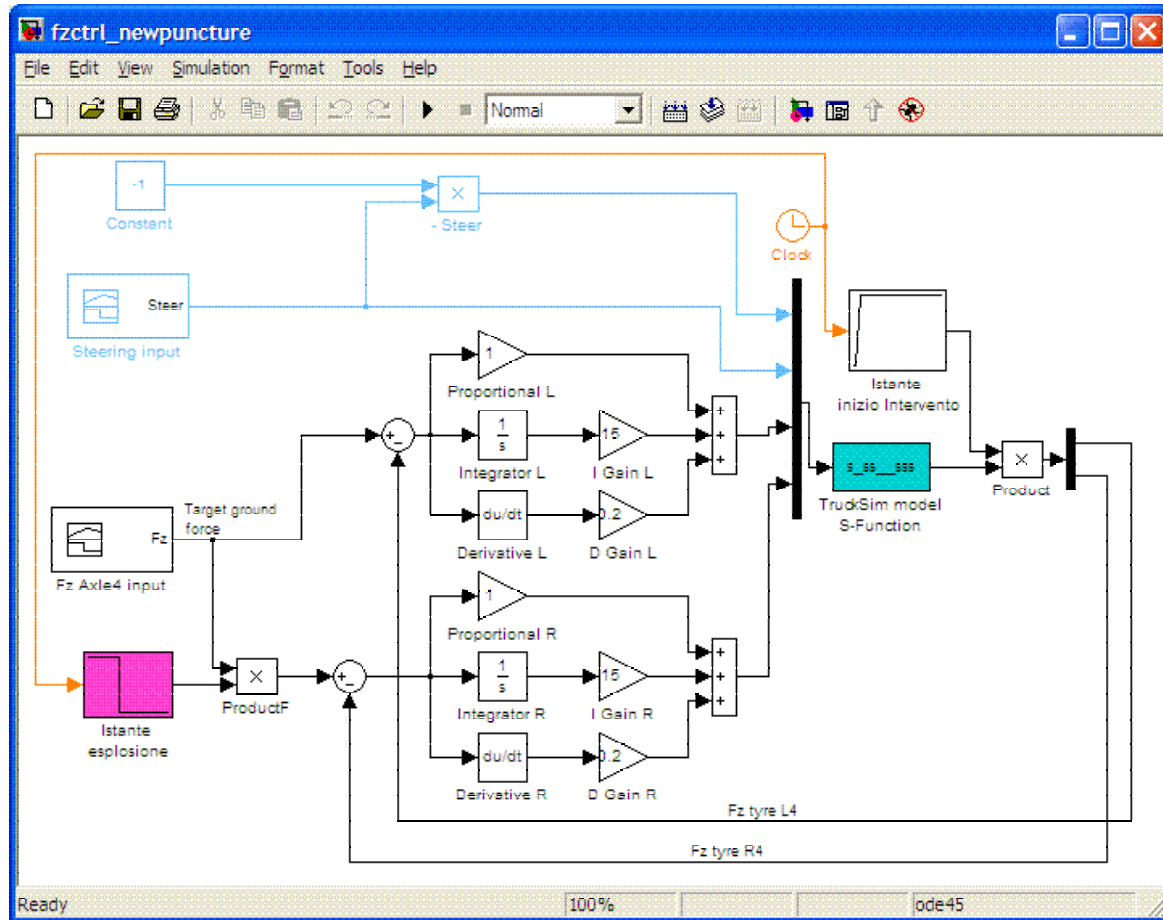 fzctrl_newpuncture
File Edit View Simulation Format Tools Help
Normal
-1
Constant
×
- Steer
Clock
Steer
Steering input
1
Proportional L
Istante
inizio Intervento
+
-
1
s
Integrator L
15
I Gain L
+
+
+
s_ss__sss
TruckSim model
S-Function
×
Product
Target ground
force
Fz
Fz Axle4 input
du/dt
Derivative L
0.2
D Gain L
1
Proportional R
Istante
esplosione
×
ProductF
+
-
1
s
Integrator R
15
I Gain R
+
+
+
du/dt
Derivative R
0.2
D Gain R
Fz tyre L4
Fz tyre R4
Ready 100% ode45